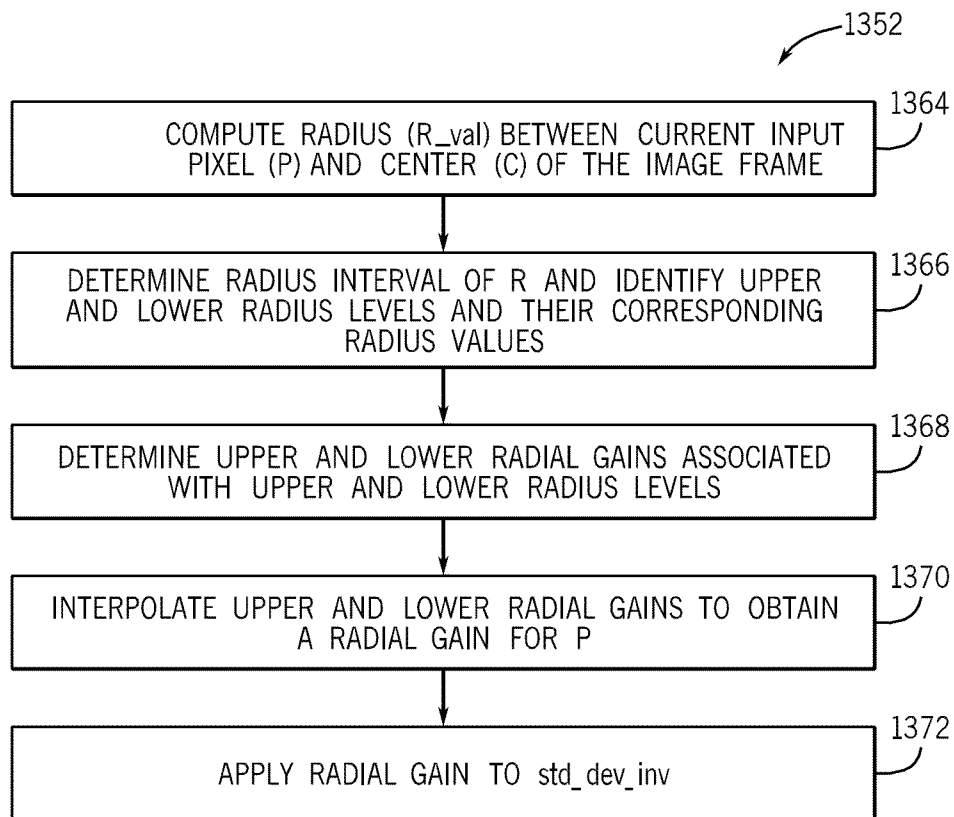 1352
1364
COMPUTE RADIUS (R_val) BETWEEN CURRENT INPUT
PIXEL (P) AND CENTER (C) OF THE IMAGE FRAME
1366
DETERMINE RADIUS INTERVAL OF R AND IDENTIFY UPPER
AND LOWER RADIUS LEVELS AND THEIR CORRESPONDING
RADIUS VALUES
1368
DETERMINE UPPER AND LOWER RADIAL GAINS ASSOCIATED
WITH UPPER AND LOWER RADIUS LEVELS
1370
INTERPOLATE UPPER AND LOWER RADIAL GAINS TO OBTAIN
A RADIAL GAIN FOR P
1372
APPLY RADIAL GAIN TO std_dev_inv